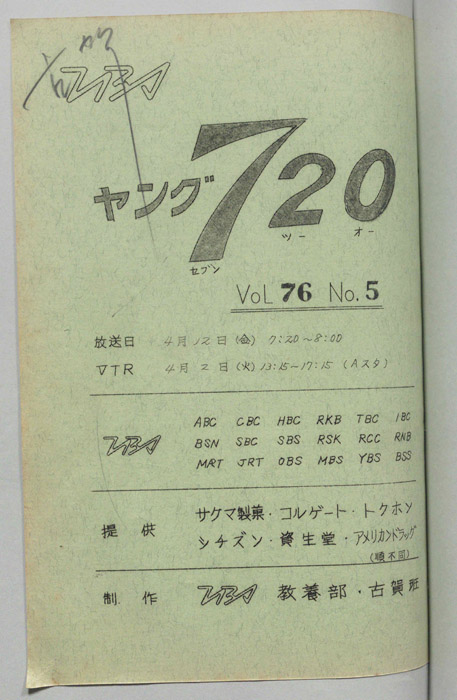 TBS
ヤング720
セブン ツー オー
VOL 76 No. 5
放送日 4月12日(金) 7:20~8:00
VTR 4月2日(火) 13:15~17:15 (Aスタ)
TBS
ABC CBC HBC RKB TBC IBC
BSN SBC SBS RSK RCC RNB
MRT JRT OBS MBS YBS BSS
提供 サクマ製菓・コルゲート・トクホン
シチズン・資生堂・アメリカンドラッグ
(順不同)
制作 TBS 教養部・古賀班